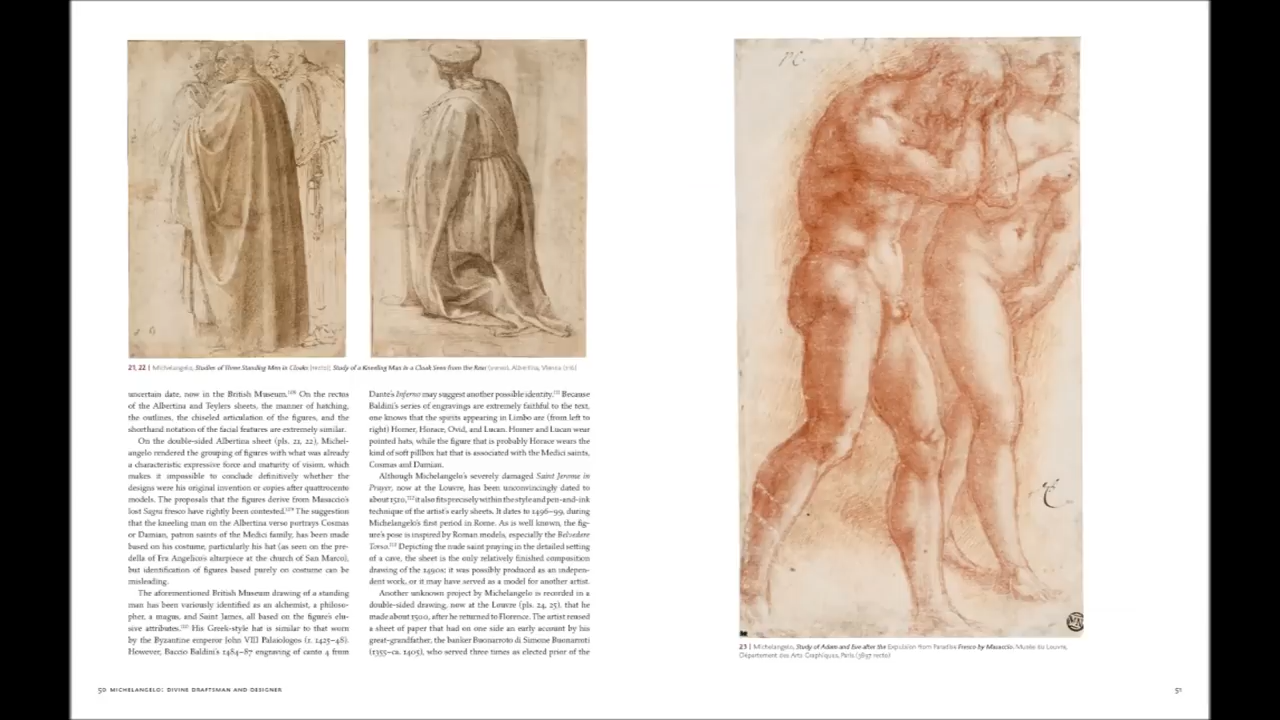 21, 22 | Michelangelo, Studies of Three Standing Men in Cloaks (recto); Study of a Kneeling Man in a Cloak Seen from the Rear (verso). Albertina, Vienna (116)
uncertain date, now in the British Museum.¹⁰⁸ On the rectos
of the Albertina and Teylers sheets, the manner of hatching,
the outlines, the chiseled articulation of the figures, and the
shorthand notation of the facial features are extremely similar.
On the double-sided Albertina sheet (pls. 21, 22), Michel-
angelo rendered the grouping of figures with what was already
a characteristic expressive force and maturity of vision, which
makes it impossible to conclude definitively whether the
designs were his original invention or copies after quattrocento
models. The proposals that the figures derive from Masaccio's
lost Sagra fresco have rightly been contested.¹⁰⁹ The suggestion
that the kneeling man on the Albertina verso portrays Cosmas
or Damian, patron saints of the Medici family, has been made
based on his costume, particularly his hat (as seen on the pre-
della of Fra Angelico's altarpiece at the church of San Marco),
but identification of figures based purely on costume can be
misleading.
The aforementioned British Museum drawing of a standing
man has been variously identified as an alchemist, a philoso-
pher, a magus, and Saint James, all based on the figure's elu-
sive attributes.¹¹⁰ His Greek-style hat is similar to that worn
by the Byzantine emperor John VIII Palaiologos (r. 1425–48).
However, Baccio Baldini's 1484–87 engraving of canto 4 from
Dante's Inferno may suggest another possible identity.¹¹¹ Because
Baldini's series of engravings are extremely faithful to the text,
one knows that the spirits appearing in Limbo are (from left to
right) Homer, Horace, Ovid, and Lucan. Homer and Lucan wear
pointed hats, while the figure that is probably Horace wears the
kind of soft pillbox hat that is associated with the Medici saints,
Cosmas and Damian.
Although Michelangelo's severely damaged Saint Jerome in
Prayer, now at the Louvre, has been unconvincingly dated to
about 1510,¹¹² it also fits precisely within the style and pen-and-ink
technique of the artist's early sheets. It dates to 1496–99, during
Michelangelo's first period in Rome. As is well known, the fig-
ure's pose is inspired by Roman models, especially the Belvedere
Torso.¹¹³ Depicting the nude saint praying in the detailed setting
of a cave, the sheet is the only relatively finished composition
drawing of the 1490s; it was possibly produced as an indepen-
dent work, or it may have served as a model for another artist.
Another unknown project by Michelangelo is recorded in a
double-sided drawing, now at the Louvre (pls. 24, 25), that he
made about 1500, after he returned to Florence. The artist reused
a sheet of paper that had on one side an early account by his
great-grandfather, the banker Buonarroto di Simone Buonarroti
(1355–ca. 1405), who served three times as elected prior of the
23 | Michelangelo, Study of Adam and Eve after the Expulsion from Paradise Fresco by Masaccio. Musée du Louvre,
Département des Arts Graphiques, Paris (3897 recto)
50 MICHELANGELO: DIVINE DRAFTSMAN AND DESIGNER
51